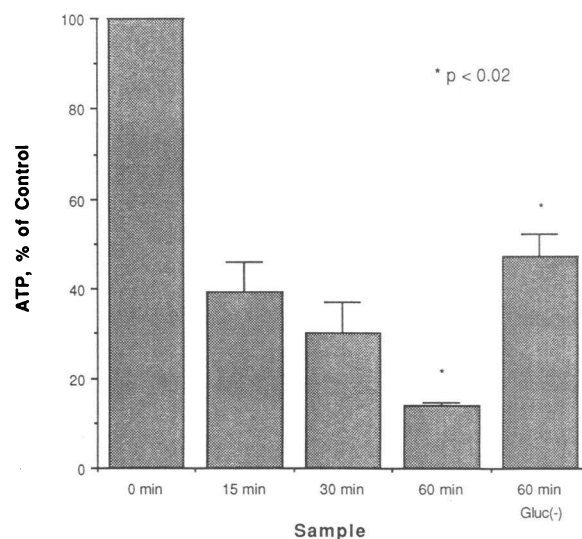 100
80
60
40
20
0
ATP, % of Control
* p < 0.02
*
*
0 min
15 min
30 min
60 min
60 min
Gluc(-)
Sample